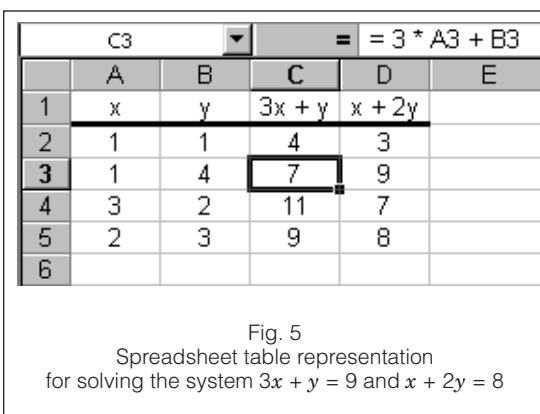 C3 = = 3 * A3 + B3
A B C D E
1 x y 3x + y x + 2y
2 1 1 4 3
3 1 4 7 9
4 3 2 11 7
5 2 3 9 8
6
Fig. 5
Spreadsheet table representation
for solving the system 3x + y = 9 and x + 2y = 8